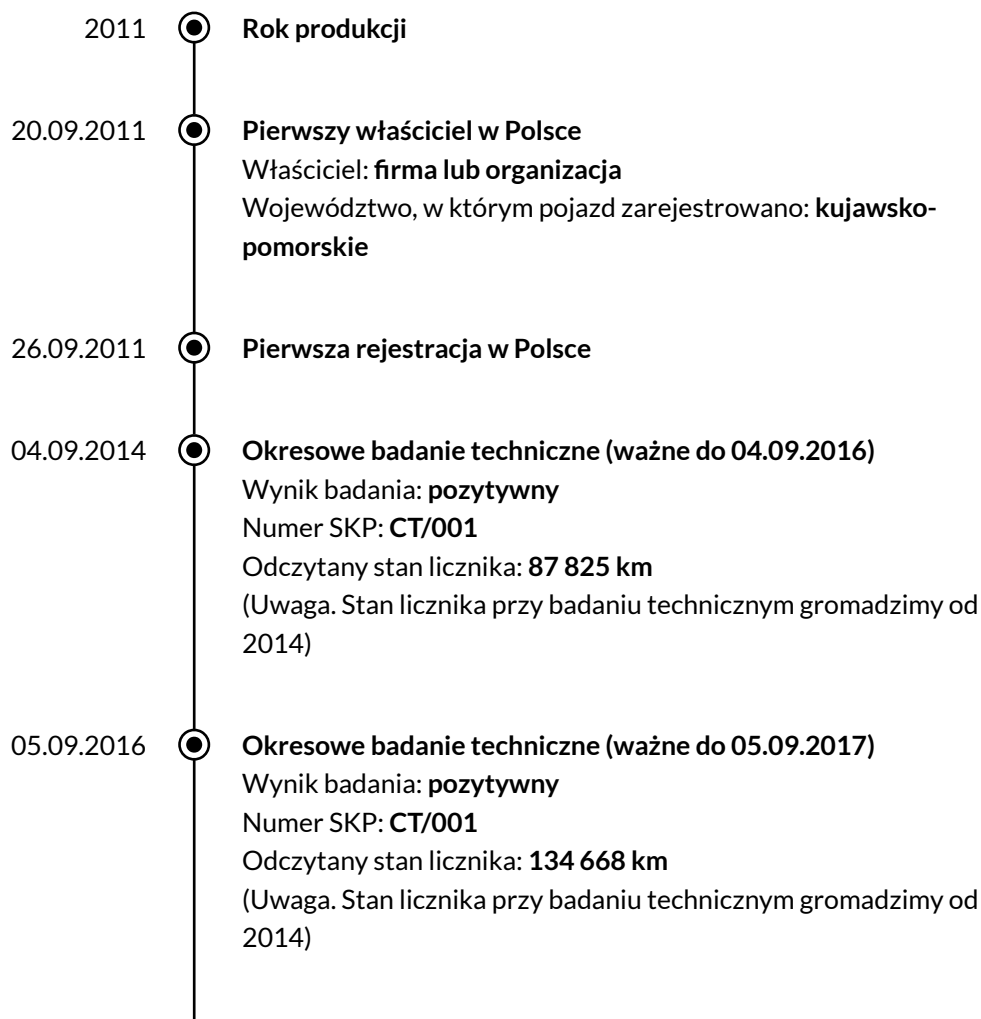 2011 Rok produkcji
20.09.2011 Pierwszy właściciel w Polsce
Właściciel: firma lub organizacja
Województwo, w którym pojazd zarejestrowano: kujawsko-
pomorskie
26.09.2011 Pierwsza rejestracja w Polsce
04.09.2014 Okresowe badanie techniczne (ważne do 04.09.2016)
Wynik badania: pozytywny
Numer SKP: CT/001
Odczytany stan licznika: 87 825 km
(Uwaga. Stan licznika przy badaniu technicznym gromadzimy od
2014)
05.09.2016 Okresowe badanie techniczne (ważne do 05.09.2017)
Wynik badania: pozytywny
Numer SKP: CT/001
Odczytany stan licznika: 134 668 km
(Uwaga. Stan licznika przy badaniu technicznym gromadzimy od
2014)